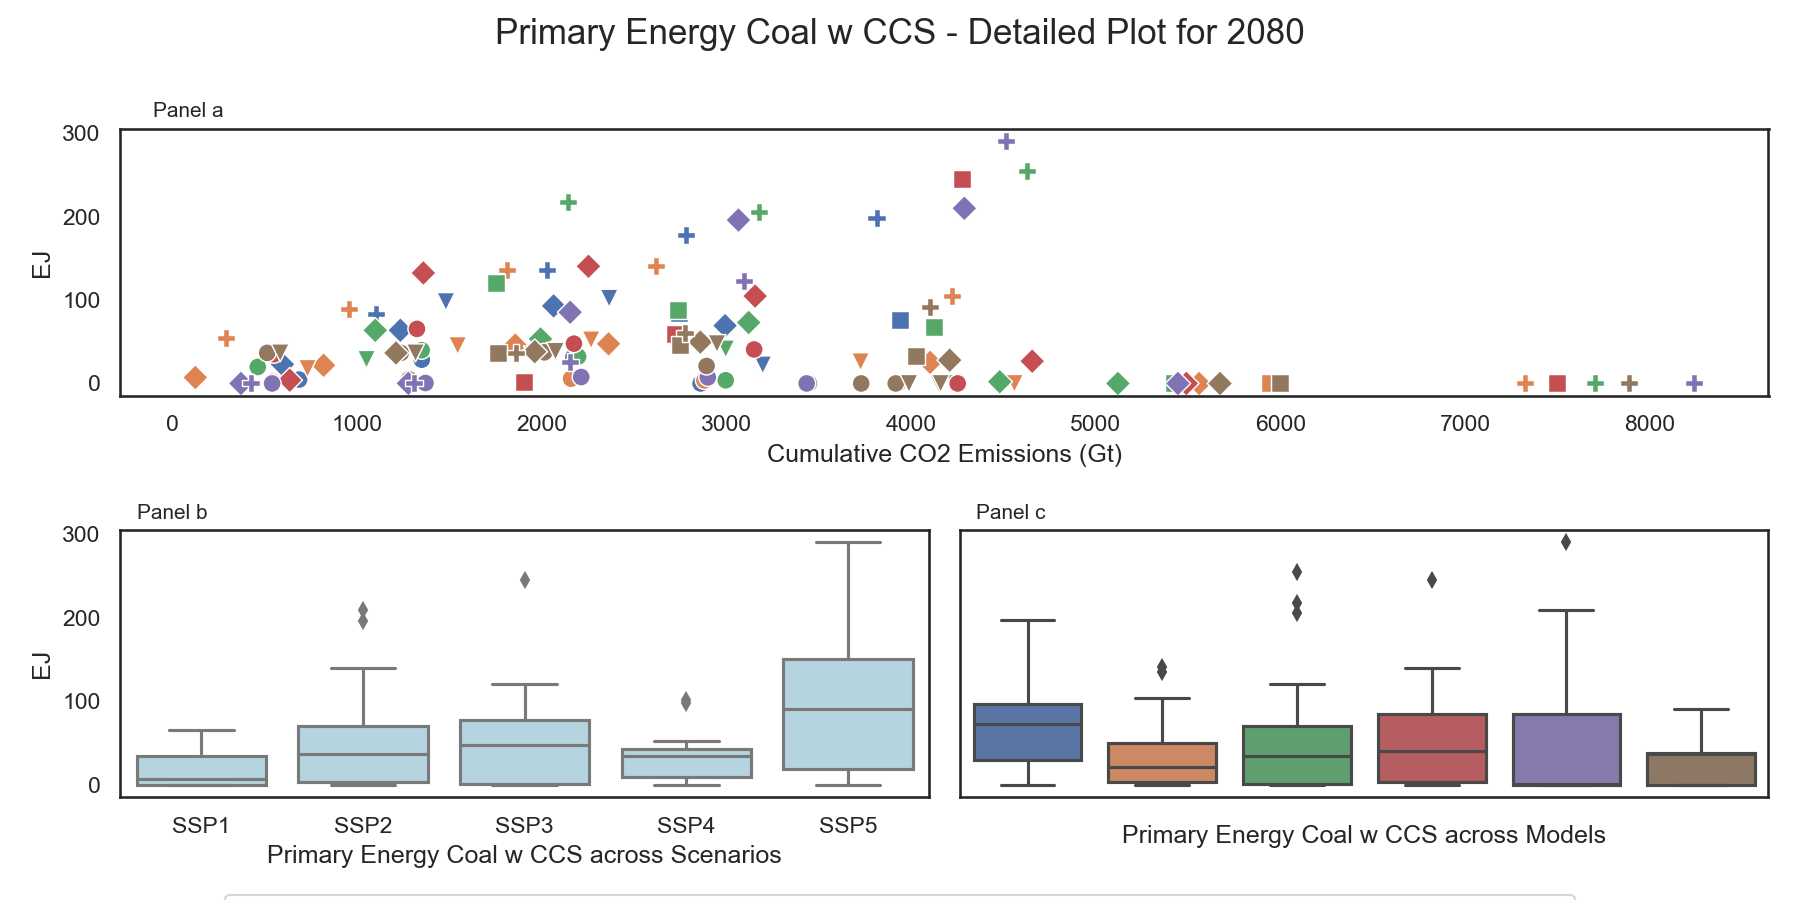 Primary Energy Coal w CCS - Detailed Plot for 2080
Panel a
300
200
100
0
EJ
0 1000 2000 3000 4000 5000 6000 7000 8000
Cumulative CO2 Emissions (Gt)
Panel b
Panel c
300
200
100
0
EJ
SSP1 SSP2 SSP3 SSP4 SSP5
Primary Energy Coal w CCS across Scenarios
Primary Energy Coal w CCS across Models